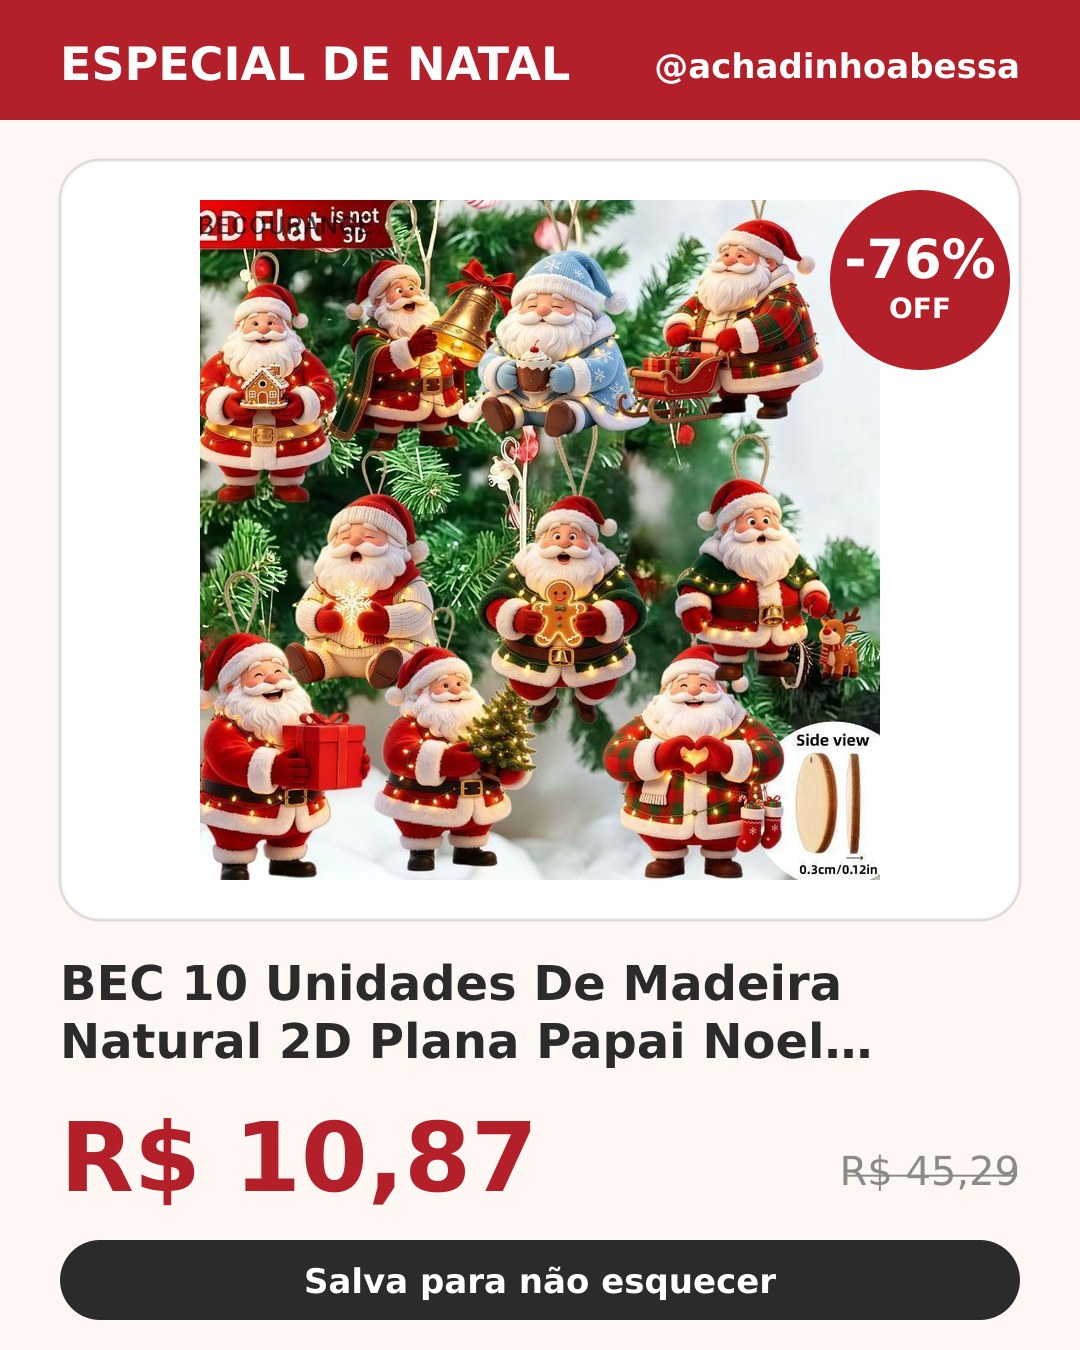 ESPECIAL DE NATAL
@achadinhoabessa
2D Flat is not 3D
BECOURANGE
-76%
OFF
Side view
0.3cm/0.12in
BEC 10 Unidades De Madeira
Natural 2D Plana Papai Noel...
R$ 10,87
R$ 45,29
Salva para não esquecer